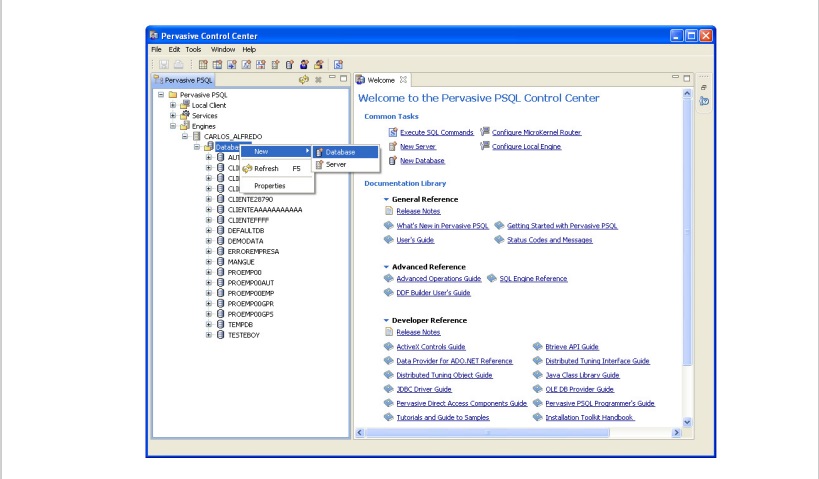 Pervasive Control Center
File Edit Tools Window Help
Pervasive PSQL
Pervasive PSQL
Local Client
Services
Engines
CARLOS_ALFREDO
Databa
AUT
CLI
CLI
CLI
CLIENTE28790
CLIENTEAAAAAAAAAAA
CLIENTEFFFF
DEFAULTDB
DEMODATA
ERROREMPRESA
MANGUE
PROEMP00
PROEMP00AUT
PROEMP00EMP
PROEMP00GPR
PROEMP00GPS
TEMPDB
TESTEBOY
New
Refresh F5
Properties
Database
Server
Welcome
Welcome to the Pervasive PSQL Control Center
Common Tasks
Execute SQL Commands Configure MicroKernel Router
New Server Configure Local Engine
New Database
Documentation Library
General Reference
Release Notes
What's New in Pervasive PSQL Getting Started with Pervasive PSQL
User's Guide Status Codes and Messages
Advanced Reference
Advanced Operations Guide SQL Engine Reference
DDF Builder User's Guide
Developer Reference
Release Notes
ActiveX Controls Guide Btrieve API Guide
Data Provider for ADO.NET Reference Distributed Tuning Interface Guide
Distributed Tuning Object Guide Java Class Library Guide
JDBC Driver Guide OLE DB Provider Guide
Pervasive Direct Access Components Guide Pervasive PSQL Programmer's Guide
Tutorials and Guide to Samples Installation Toolkit Handbook